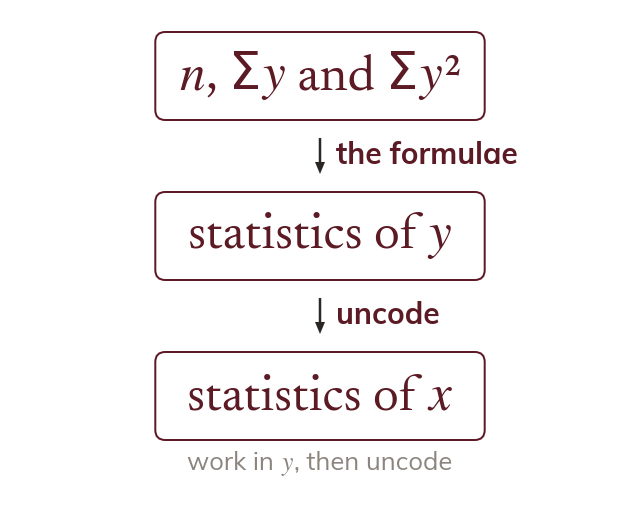 n, Σy and Σy²
the formulae
statistics of y
uncode
statistics of x
work in y, then uncode